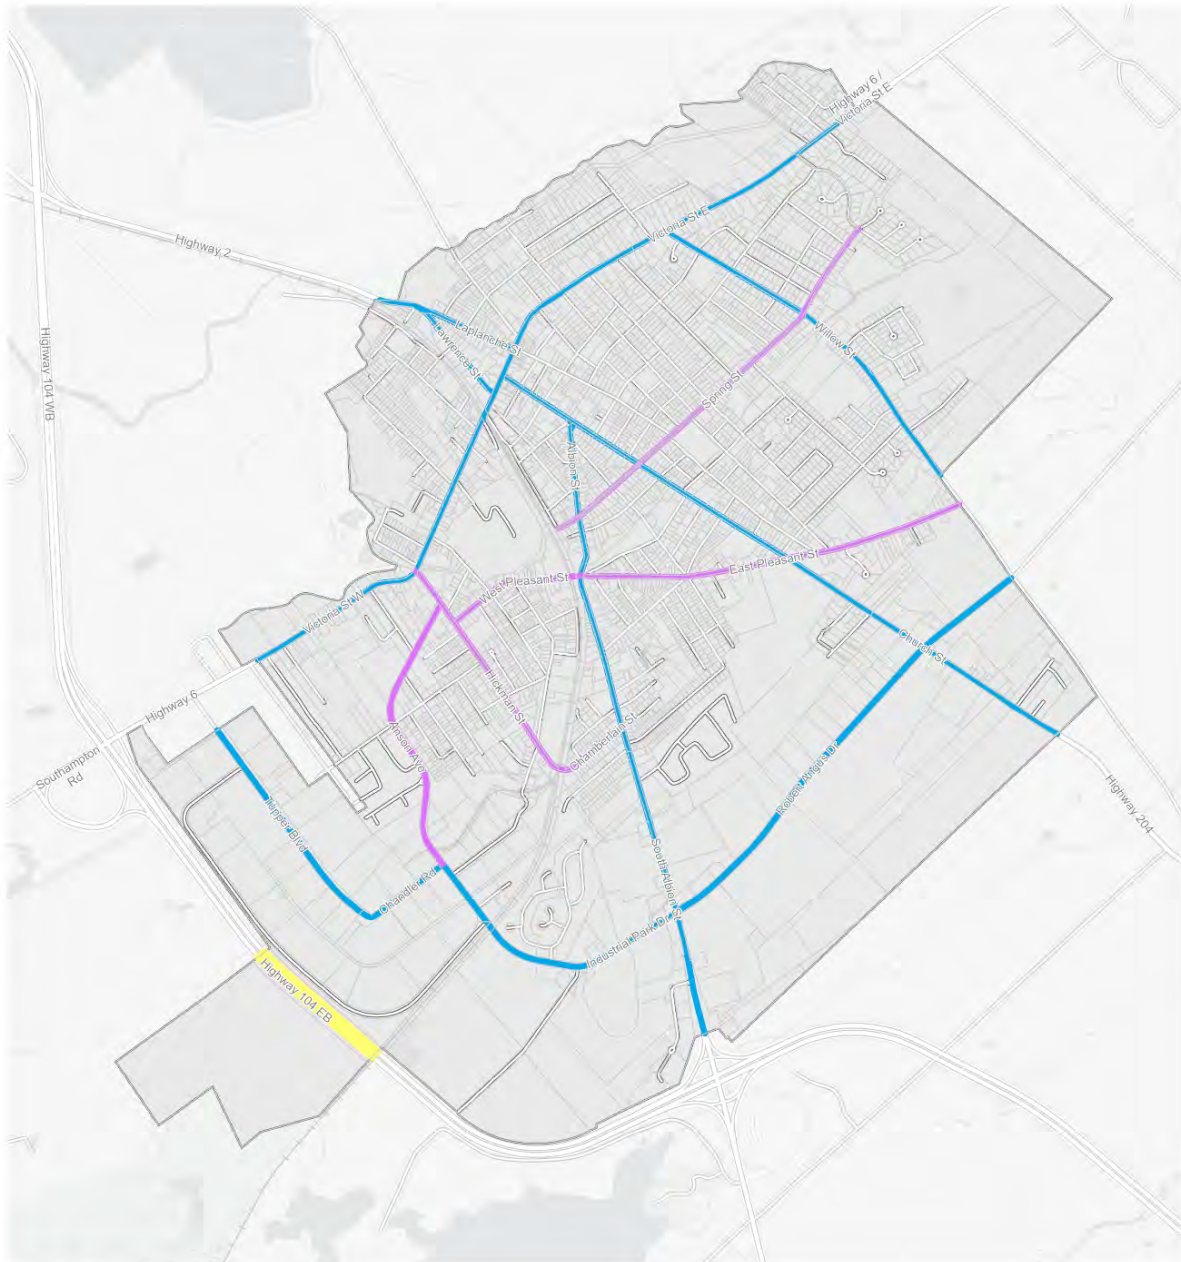 Highway 6 /
Victoria St E
Victoria St E
Highway 2
Laplanche St
Lawrence St
Highway 104 WB
Willow St
Spring St
Albion St
East Pleasant St
West Pleasant St
Victoria St W
Church St
Hickman St
Highway 6
Chamberlain St
Anson Ave
Southampton
Rd
Robert Angus Dr
Highway 204
Tupper Blvd
Chandler Rd
South Albion St
Industrial Park Dr
Highway 104 EB